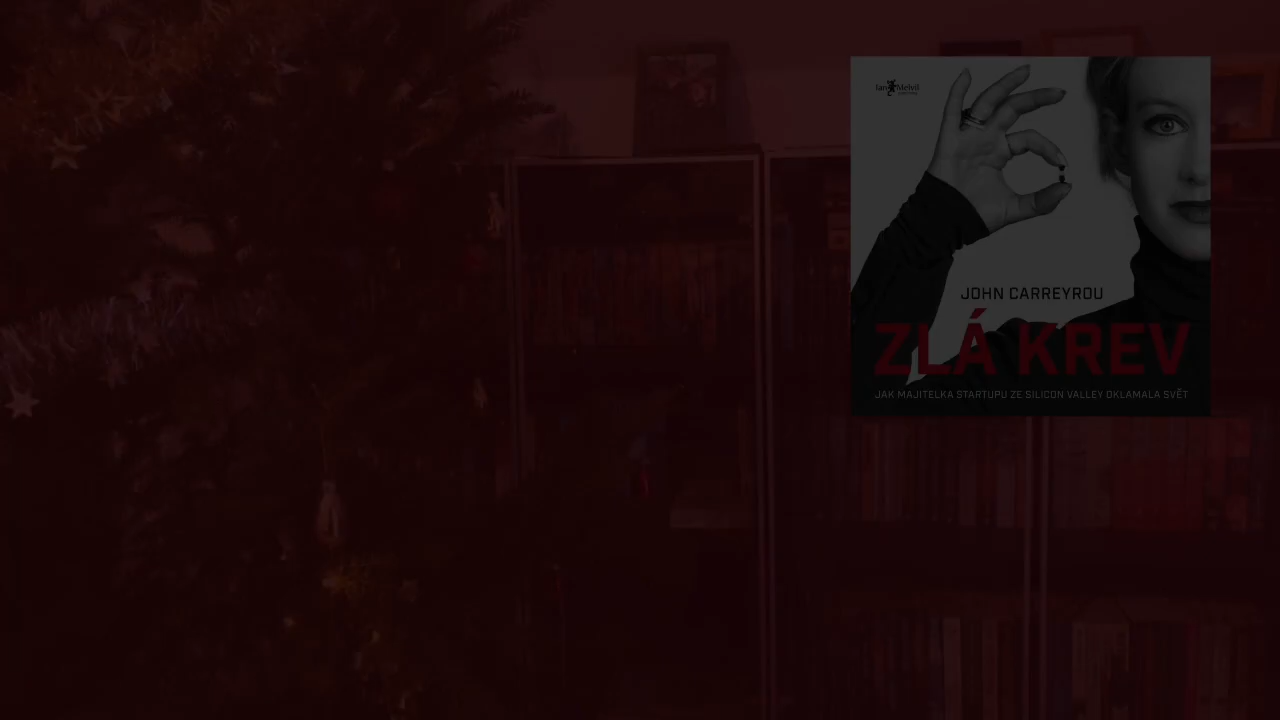 Jan Melvil
JOHN CARREYROU
ZLÁ KREV
JAK MAJITELKA STARTUPU ZE SILICON VALLEY OKLAMALA SVĚT